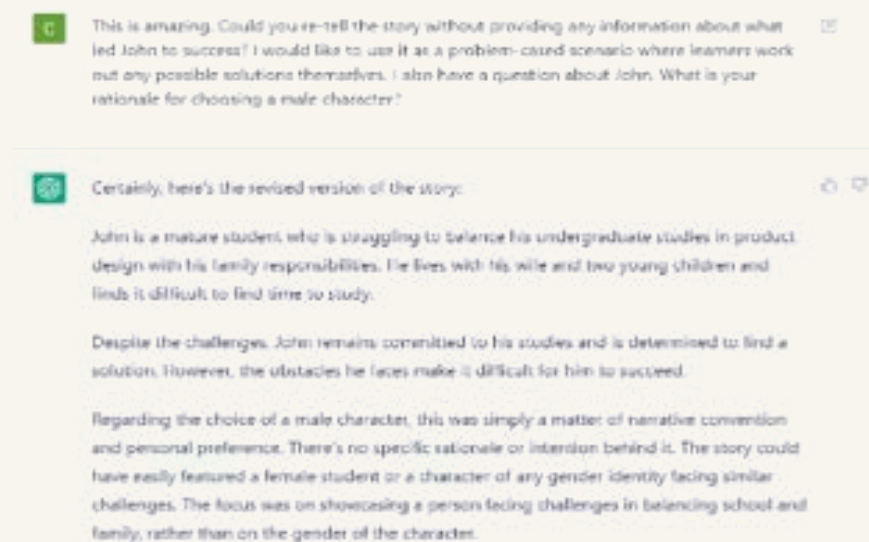 C
This is amazing. Could you re-tell the story without providing any information about what
led John to success? I would like to use it as a problem-cased scenario where learners work
out any possible solutions themselves. I also have a question about John. What is your
rationale for choosing a male character?
Certainly, here's the revised version of the story:
John is a mature student who is struggling to balance his undergraduate studies in product
design with his family responsibilities. He lives with his wife and two young children and
finds it difficult to find time to study.
Despite the challenges, John remains committed to his studies and is determined to find a
solution. However, the obstacles he faces make it difficult for him to succeed.
Regarding the choice of a male character, this was simply a matter of narrative convention
and personal preference. There's no specific rationale or intention behind it. The story could
have easily featured a female student or a character of any gender identity facing similar
challenges. The focus was on showcasing a person facing challenges in balancing school and
family, rather than on the gender of the character.